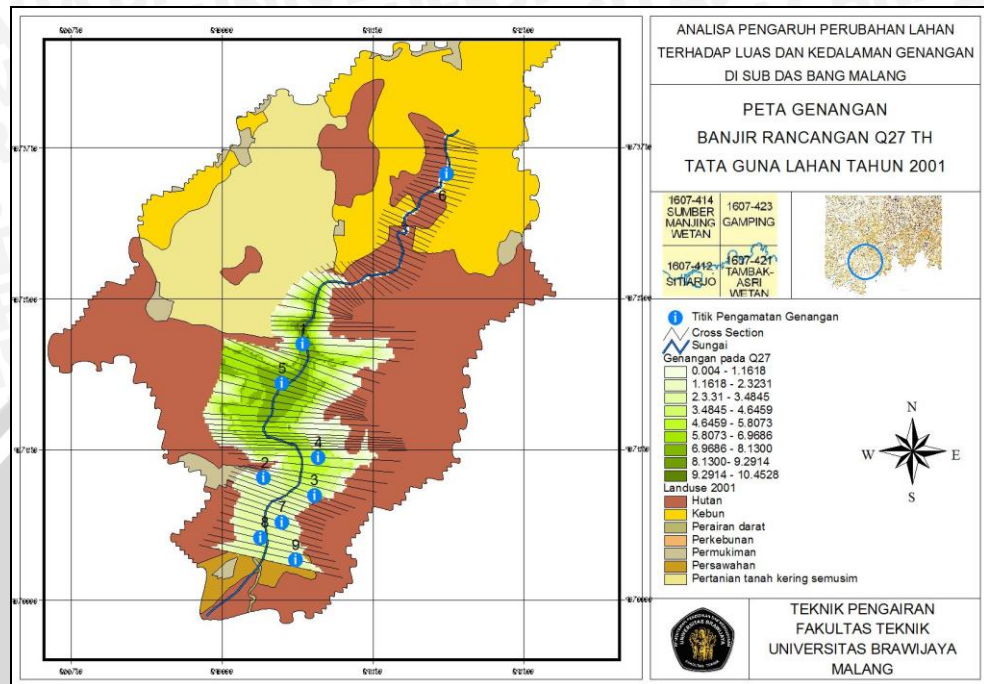 ANALISA PENGARUH PERUBAHAN LAHAN
TERHADAP LUAS DAN KEDALAMAN GENANGAN
DI SUB DAS BANG MALANG
PETA GENANGAN
BANJIR RANCANGAN Q27 TH
TATA GUNA LAHAN TAHUN 2001
1607-414
SUMBER
MANJING
WETAN
1607-423
GAMPING
1607-412
SITIARJO
1607-421
TAMBAK-
ASRI
WETAN
Titik Pengamatan Genangan
Cross Section
Sungai
Genangan pada Q27
0.004 - 1.1618
1.1618 - 2.3231
2.3.31 - 3.4845
3.4845 - 4.6459
4.6459 - 5.8073
5.8073 - 6.9686
6.9686 - 8.1300
8.1300- 9.2914
9.2914 - 10.4528
Landuse 2001
Hutan
Kebun
Perairan darat
Perkebunan
Permukiman
Persawahan
Pertanian tanah kering semusim
N
W E
S
TEKNIK PENGAIRAN
FAKULTAS TEKNIK
UNIVERSITAS BRAWIJAYA
MALANG
6
1
5
4
2
3
7
8
9